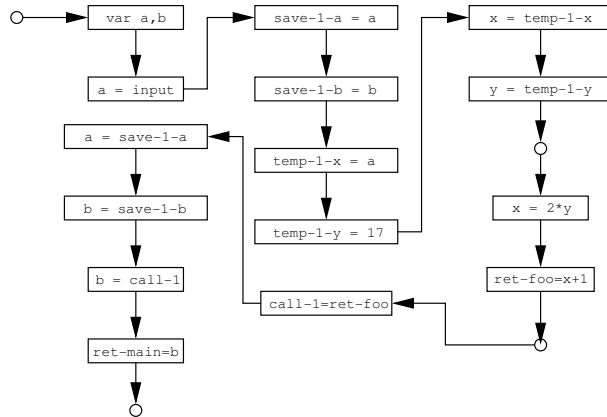 var a,b
a = input
save-1-a = a
save-1-b = b
temp-1-x = a
temp-1-y = 17
x = temp-1-x
y = temp-1-y
x = 2*y
ret-foo=x+1
call-1=ret-foo
a = save-1-a
b = save-1-b
b = call-1
ret-main=b